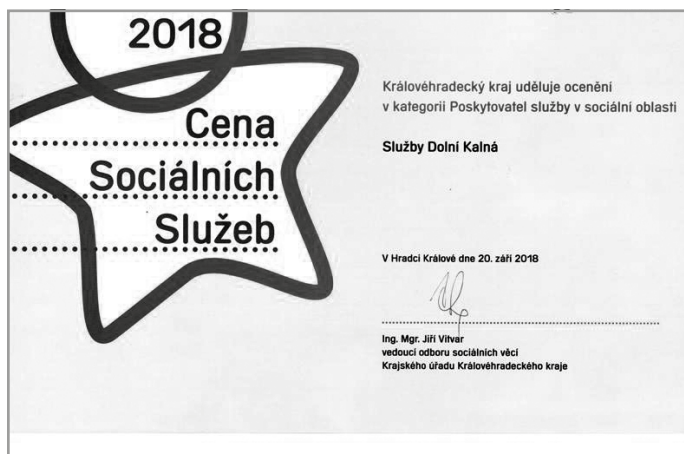 2018
Cena
Sociálních
Služeb
Královéhradecký kraj uděluje ocenění
v kategorii Poskytovatel služby v sociální oblasti
Služby Dolní Kalná
V Hradci Králové dne 20. září 2018
Ing. Mgr. Jiří Vitvar
vedoucí odboru sociálních věcí
Krajského úřadu Královéhradeckého kraje